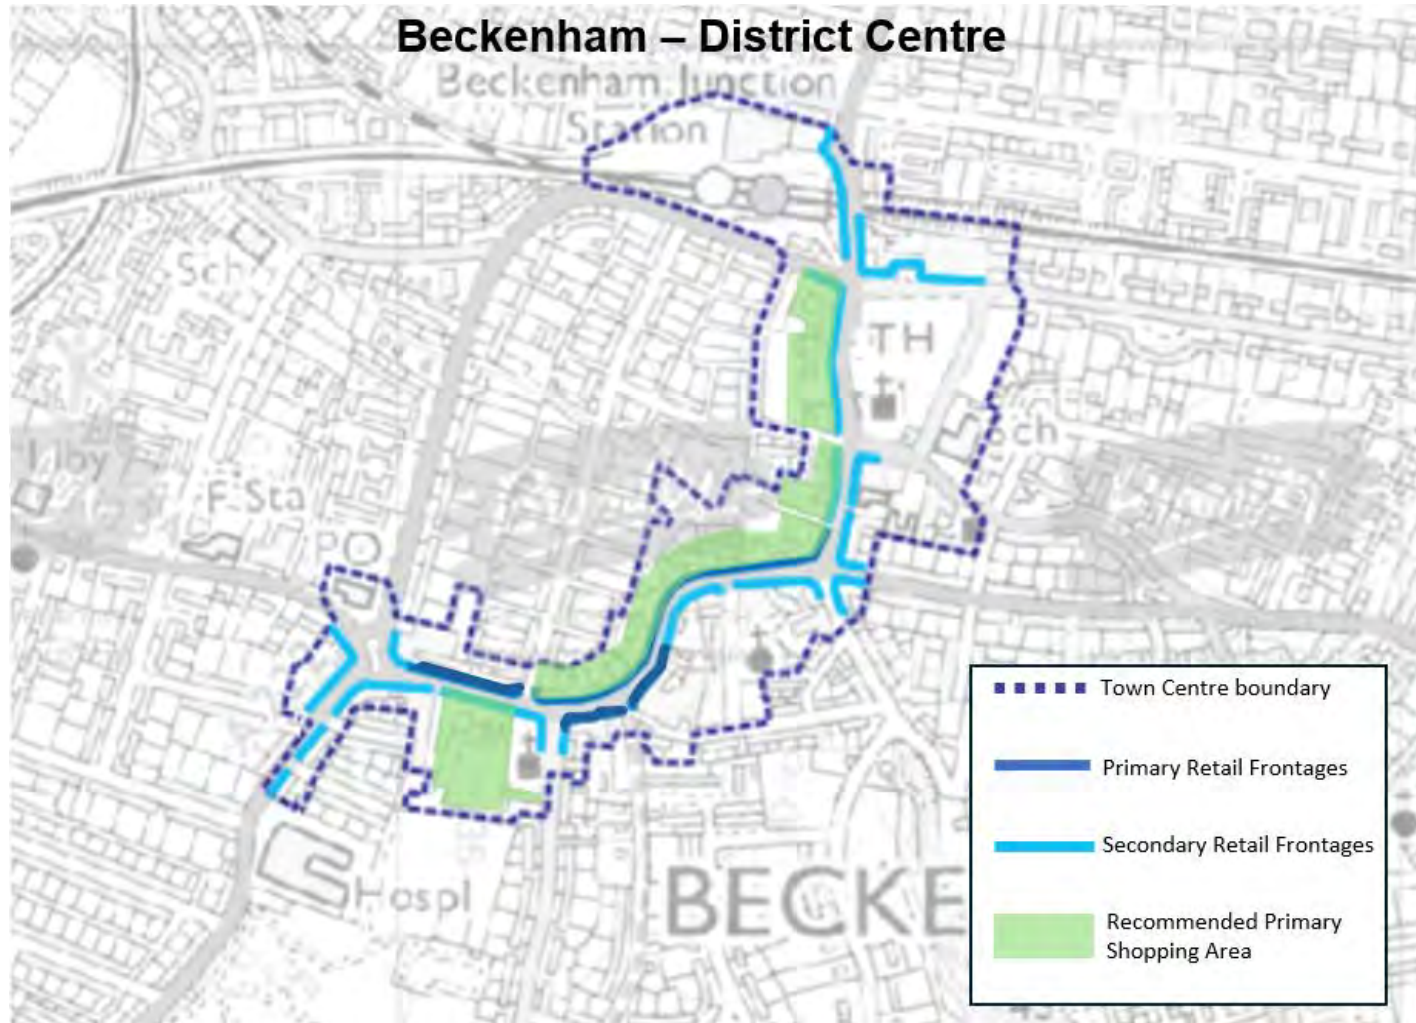 Beckenham – District Centre
Beckenham Junction
Station
Sch
TH
Sch
F Sta
PO
Hospl
BECKE
Town Centre boundary
Primary Retail Frontages
Secondary Retail Frontages
Recommended Primary
Shopping Area